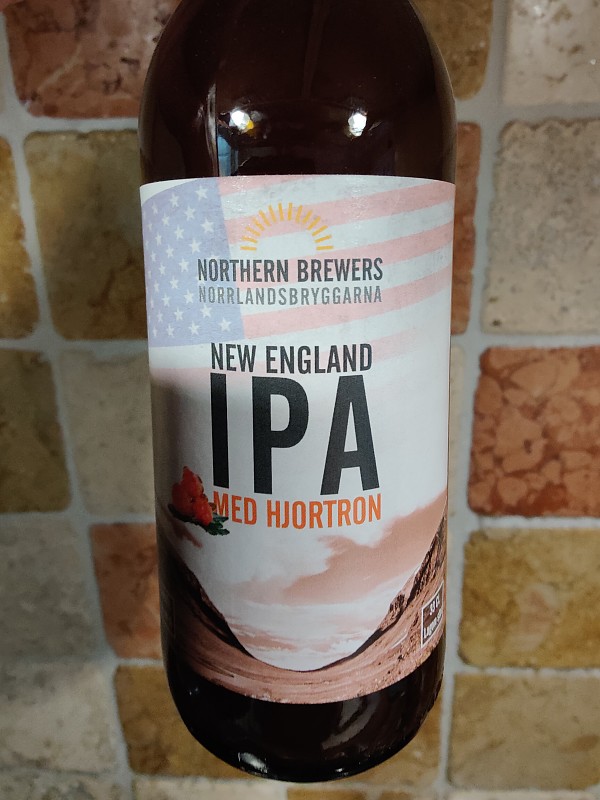 NORTHERN BREWERS
NORRLANDSBRYGGARNA
NEW ENGLAND
IPA
MED HJORTRON